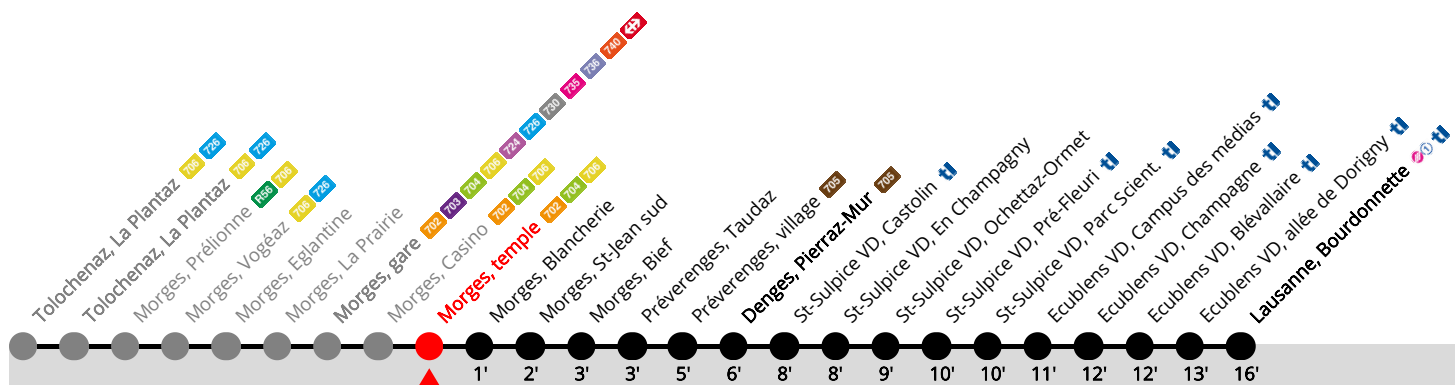 Tolochenaz, La Plantaz 706 726
Tolochenaz, La Plantaz 706 726
Morges, Prélionne R56 706
Morges, Vogéaz 706 726
Morges, Eglantine
Morges, La Prairie
Morges, gare 702 703 704 706 724 726 730 735 736 740
Morges, Casino 702 704 706
Morges, temple 702 704 706
Morges, Blancherie
Morges, St-Jean sud
Morges, Bief
Préverenges, Taudaz
Préverenges, village 705
Denges, Pierraz-Mur 705
St-Sulpice VD, Castolin tl
St-Sulpice VD, En Champagny
St-Sulpice VD, Ochettaz-Ormet
St-Sulpice VD, Pré-Fleuri tl
St-Sulpice VD, Parc Scient. tl
Ecublens VD, Campus des médias tl
Ecublens VD, Champagne tl
Ecublens VD, Blévallaire tl
Ecublens VD, allée de Dorigny tl
Lausanne, Bourdonnette m 1 tl
1' 2' 3' 3' 5' 6' 8' 8' 9' 10' 10' 11' 12' 12' 13' 16'